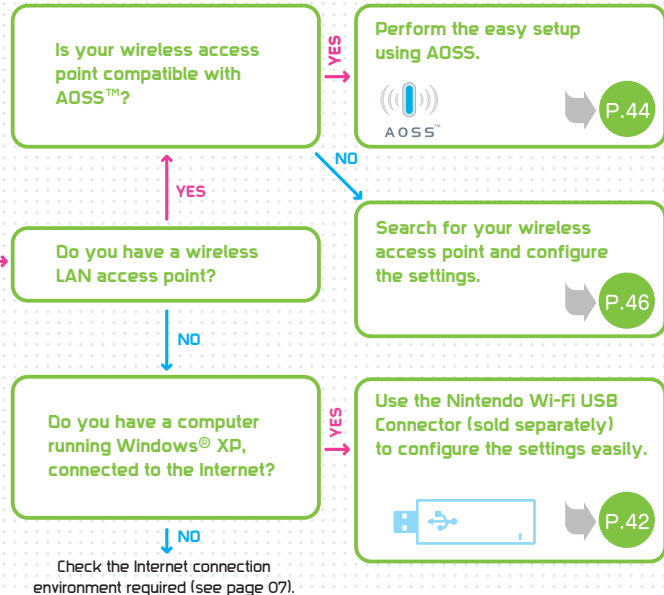 Is your wireless access
point compatible with
AOSS™?
YES
Perform the easy setup
using AOSS.
AOSS™
P.44
NO
YES
Do you have a wireless
LAN access point?
Search for your wireless
access point and configure
the settings.
P.46
NO
Do you have a computer
running Windows® XP,
connected to the Internet?
YES
Use the Nintendo Wi-Fi USB
Connector (sold separately)
to configure the settings easily.
P.42
NO
Check the Internet connection
environment required (see page 07).